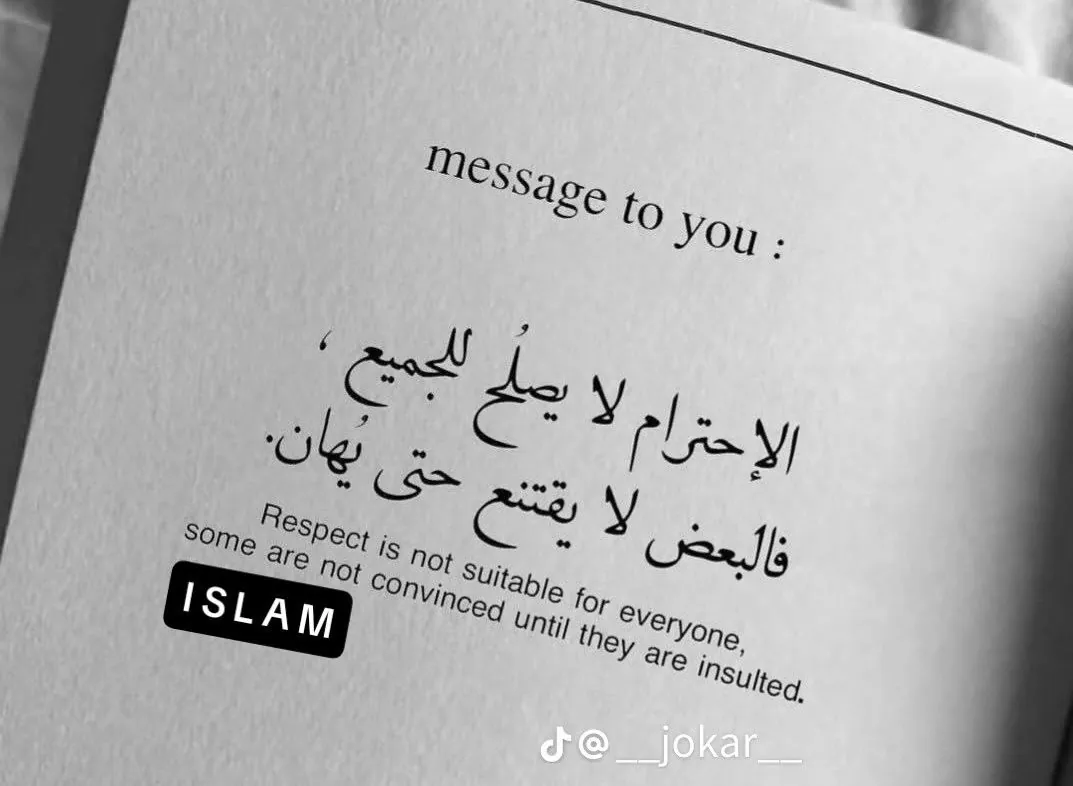 message to you :
الإحترام لا يصلُح للجميع ،
فالبعض لا يقتنع حتى يُهان.
Respect is not suitable for everyone,
some are not convinced until they are insulted.
ISLAM
@__jokar__